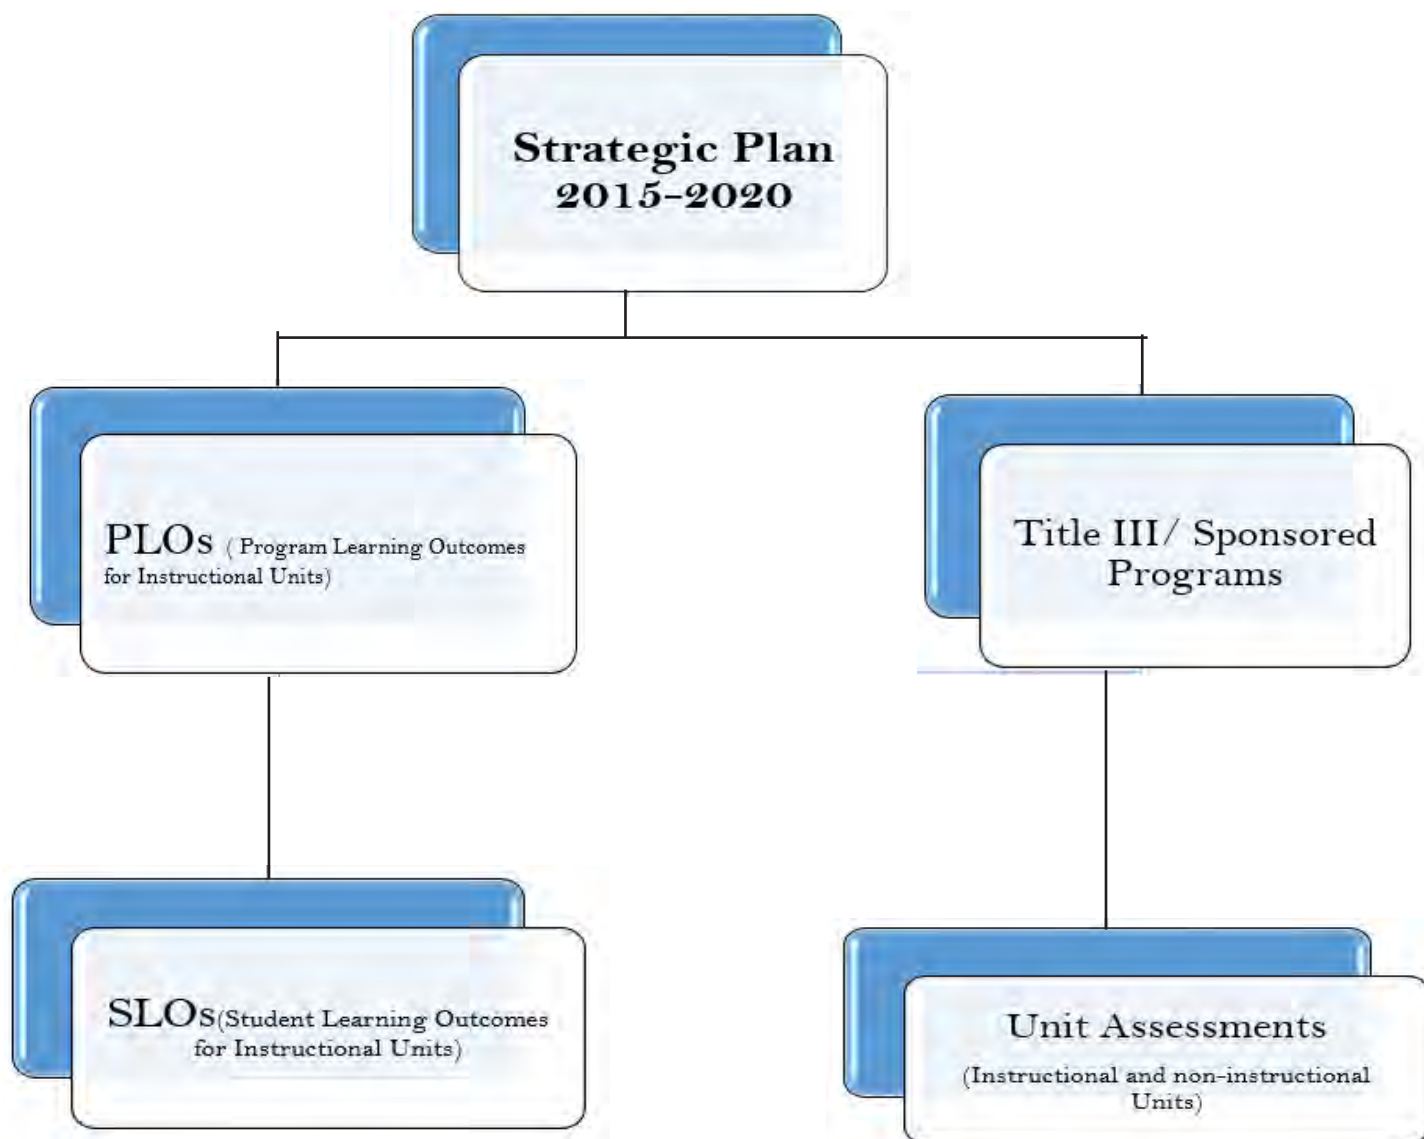 Strategic Plan
2015-2020
PLOs ( Program Learning Outcomes
for Instructional Units)
Title III/ Sponsored
Programs
SLOs(Student Learning Outcomes
for Instructional Units)
Unit Assessments
(Instructional and non-instructional
Units)